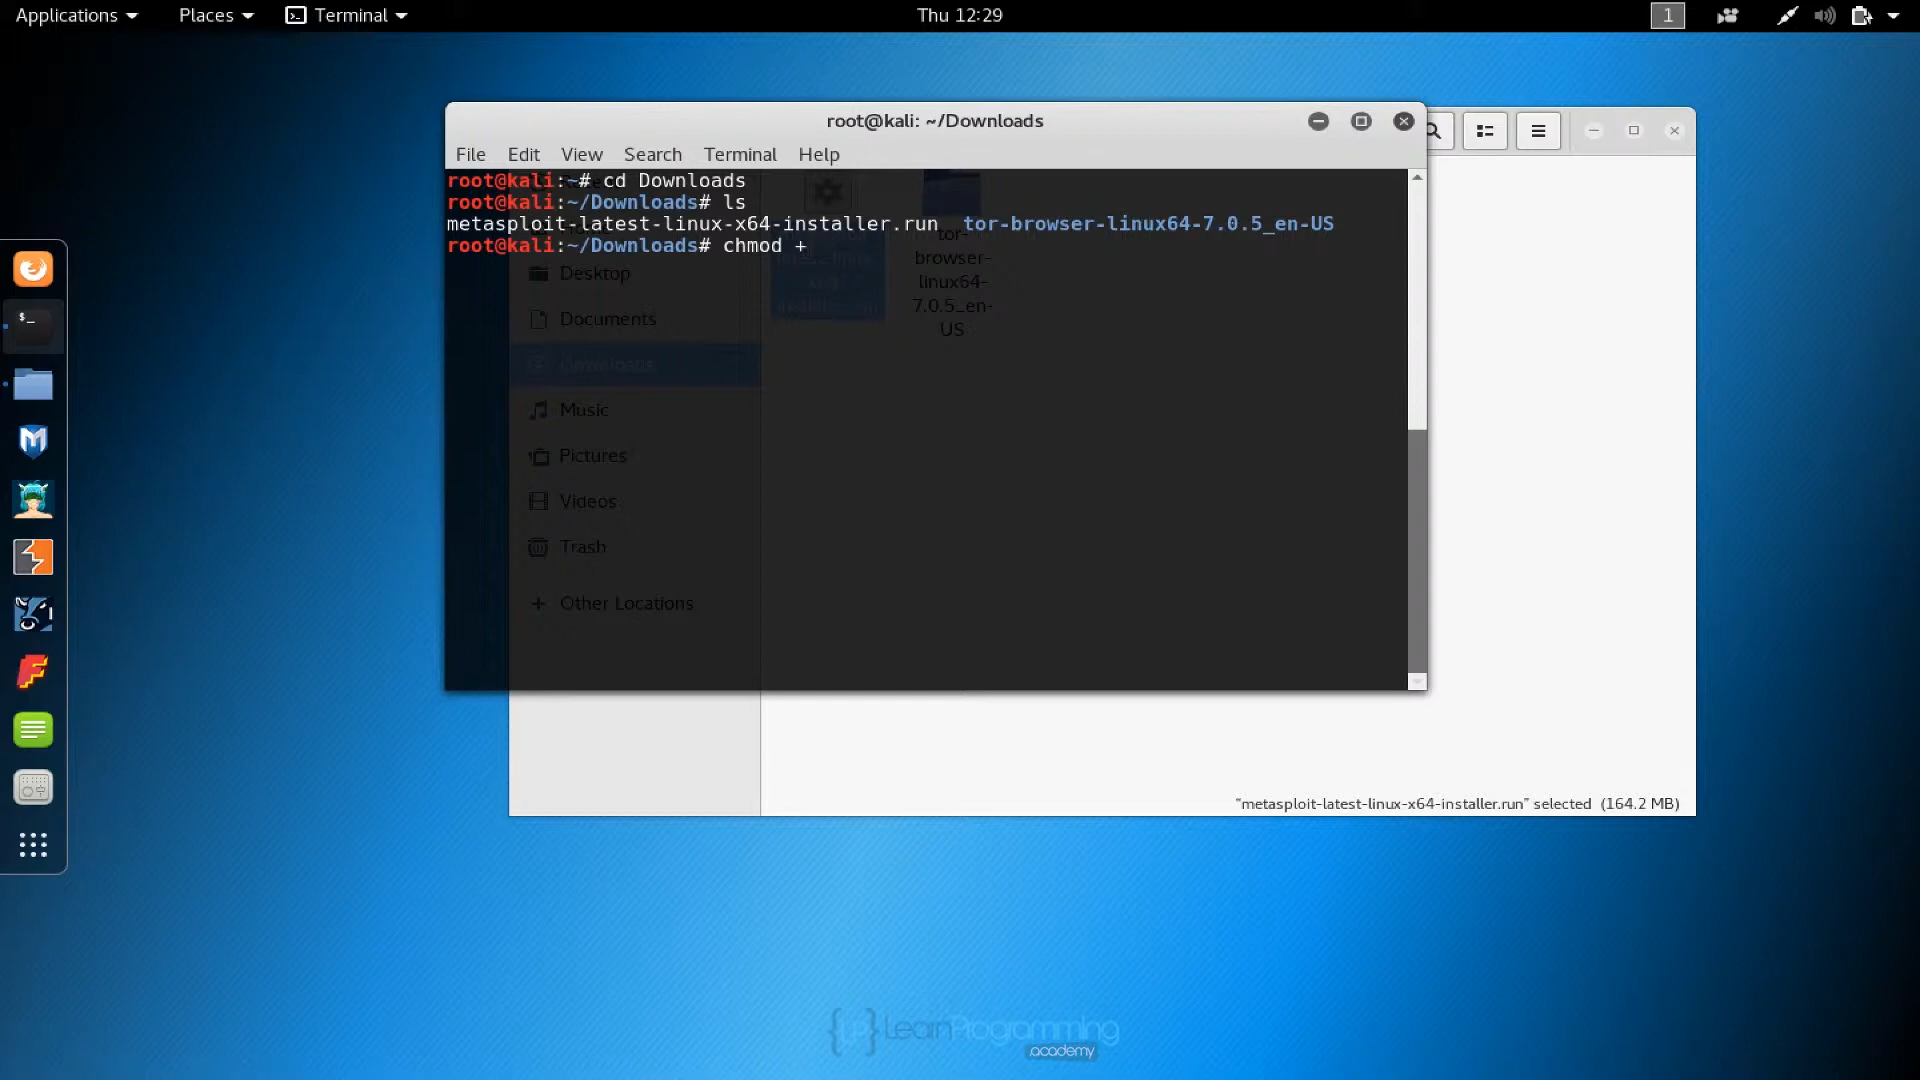 Applications Places Terminal Thu 12:29 1
root@kali: ~/Downloads
File Edit View Search Terminal Help
root@kali:~# cd Downloads
root@kali:~/Downloads# ls
metasploit-latest-linux-x64-installer.run tor-browser-linux64-7.0.5_en-US
root@kali:~/Downloads# chmod +
tor-
browser-
linux64-
7.0.5_en-
US
Desktop
Documents
Downloads
Music
Pictures
Videos
Trash
+ Other Locations
"metasploit-latest-linux-x64-installer.run" selected (164.2 MB)
{LP} LearnProgramming
.academy